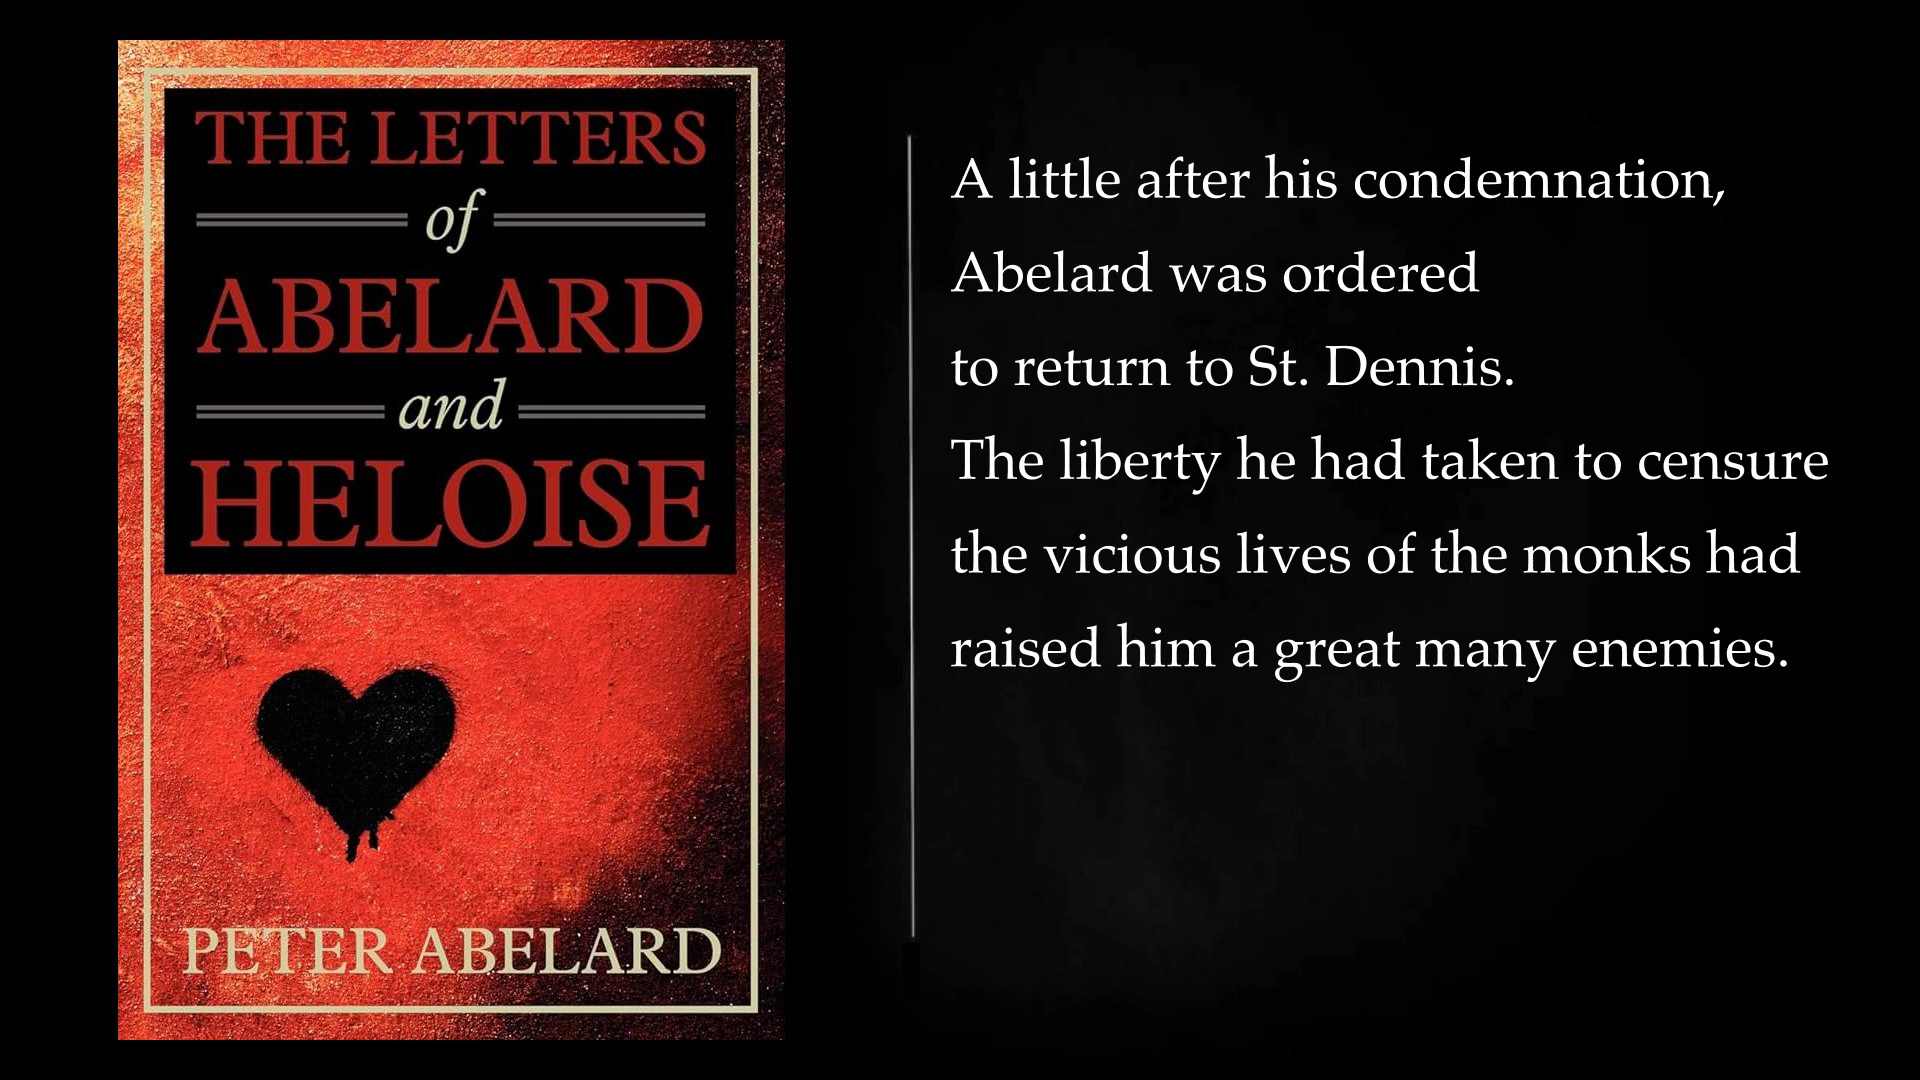 THE LETTERS
of
ABELARD
and
HELOISE
PETER ABELARD
A little after his condemnation,
Abelard was ordered
to return to St. Dennis.
The liberty he had taken to censure
the vicious lives of the monks had
raised him a great many enemies.